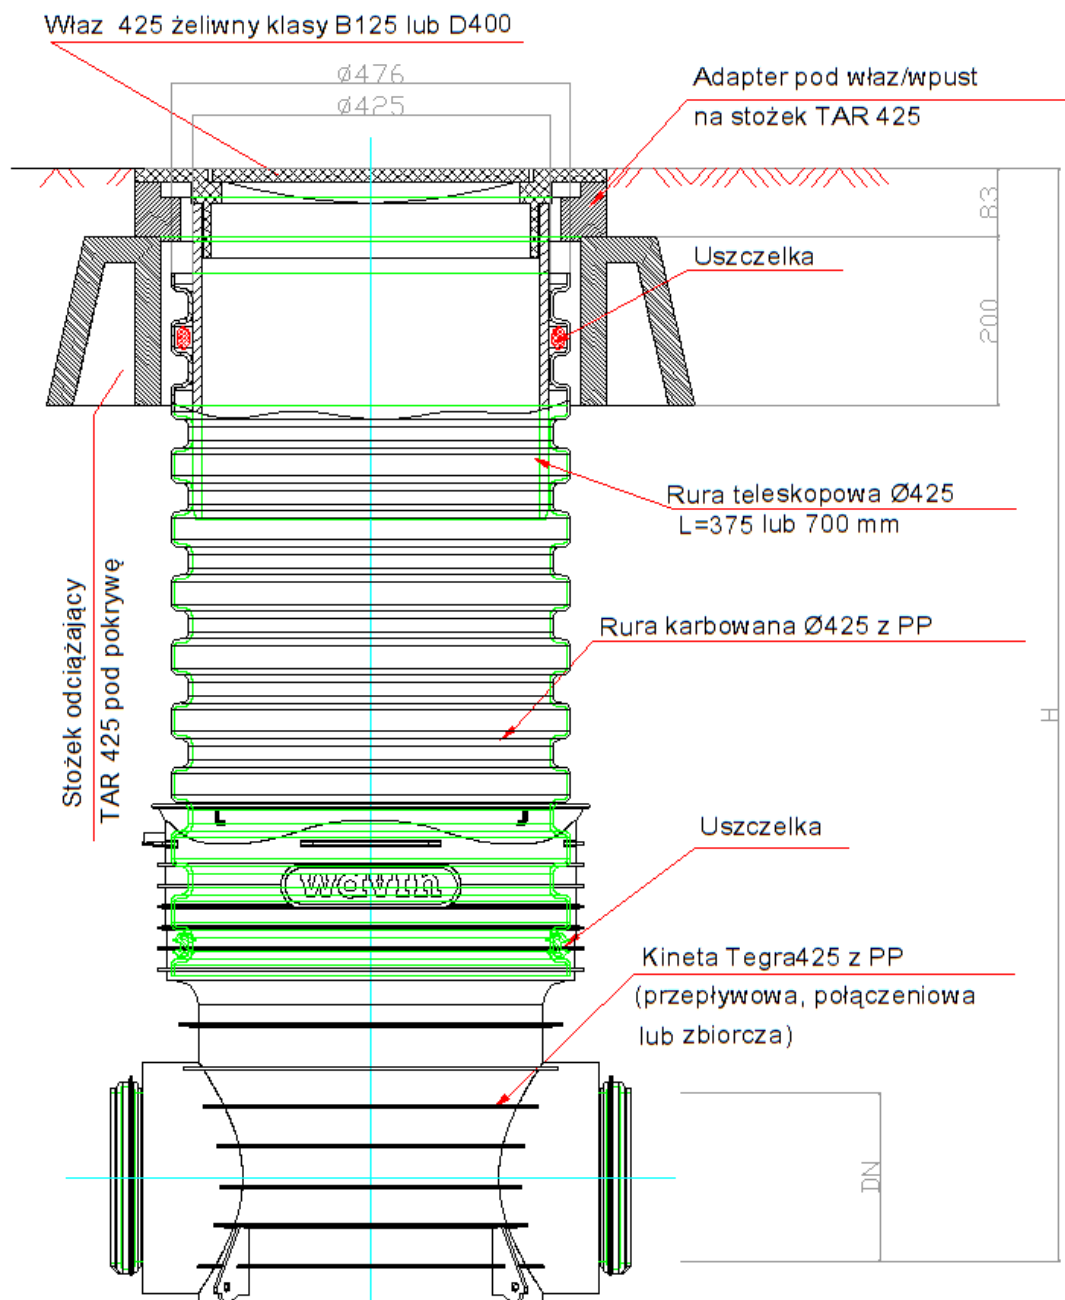 Właz 425 żeliwny klasy B125 lub D400
Ø476
Ø425
Adapter pod właz/wpust
na stożek TAR 425
83
Uszczelka
200
Rura teleskopowa Ø425
L=375 lub 700 mm
Stożek odciążający
TAR 425 pod pokrywę
Rura karbowana Ø425 z PP
H
Uszczelka
wavin
Kineta Tegra425 z PP
(przepływowa, połączeniowa
lub zbiorcza)
DN